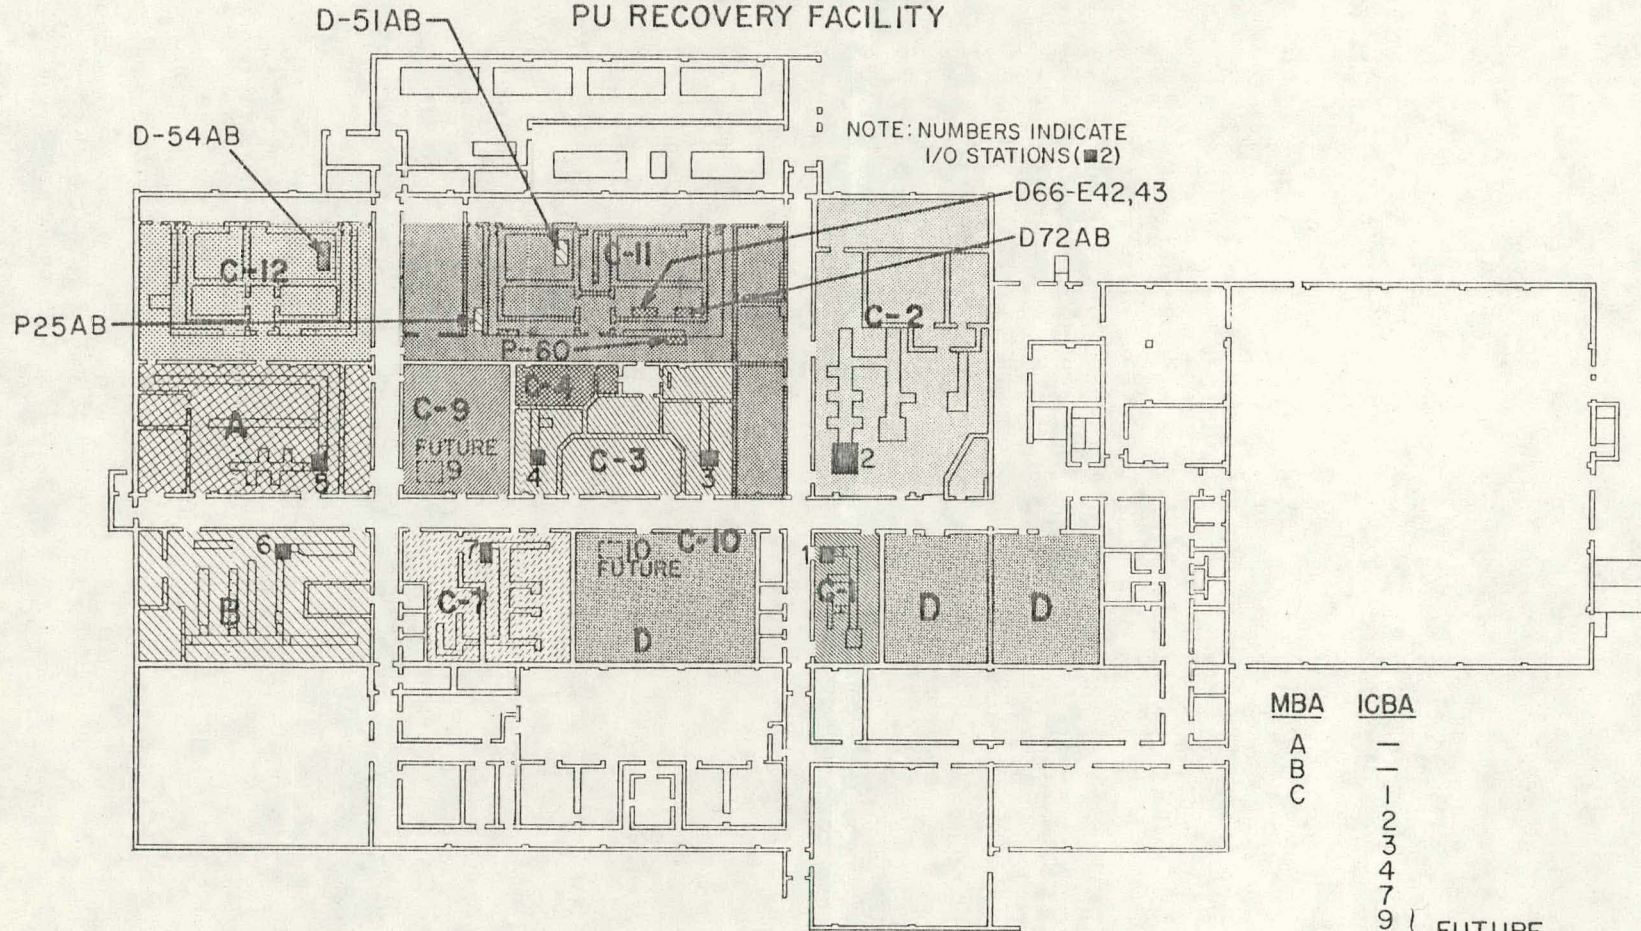 PU RECOVERY FACILITY
D-51AB
D-54AB
NOTE: NUMBERS INDICATE
I/O STATIONS(■2)
D66-E42,43
D72AB
C-12
C-11
C-2
P25AB
P-60
C-4
C-9
A
FUTURE
9
C-3
2
5
4
3
6
7
10
C-10
FUTURE
1
C-1
C-7
B
D
D
D
MBA ICBA
A —
B —
C 1
2
3
4
7
9 } FUTURE